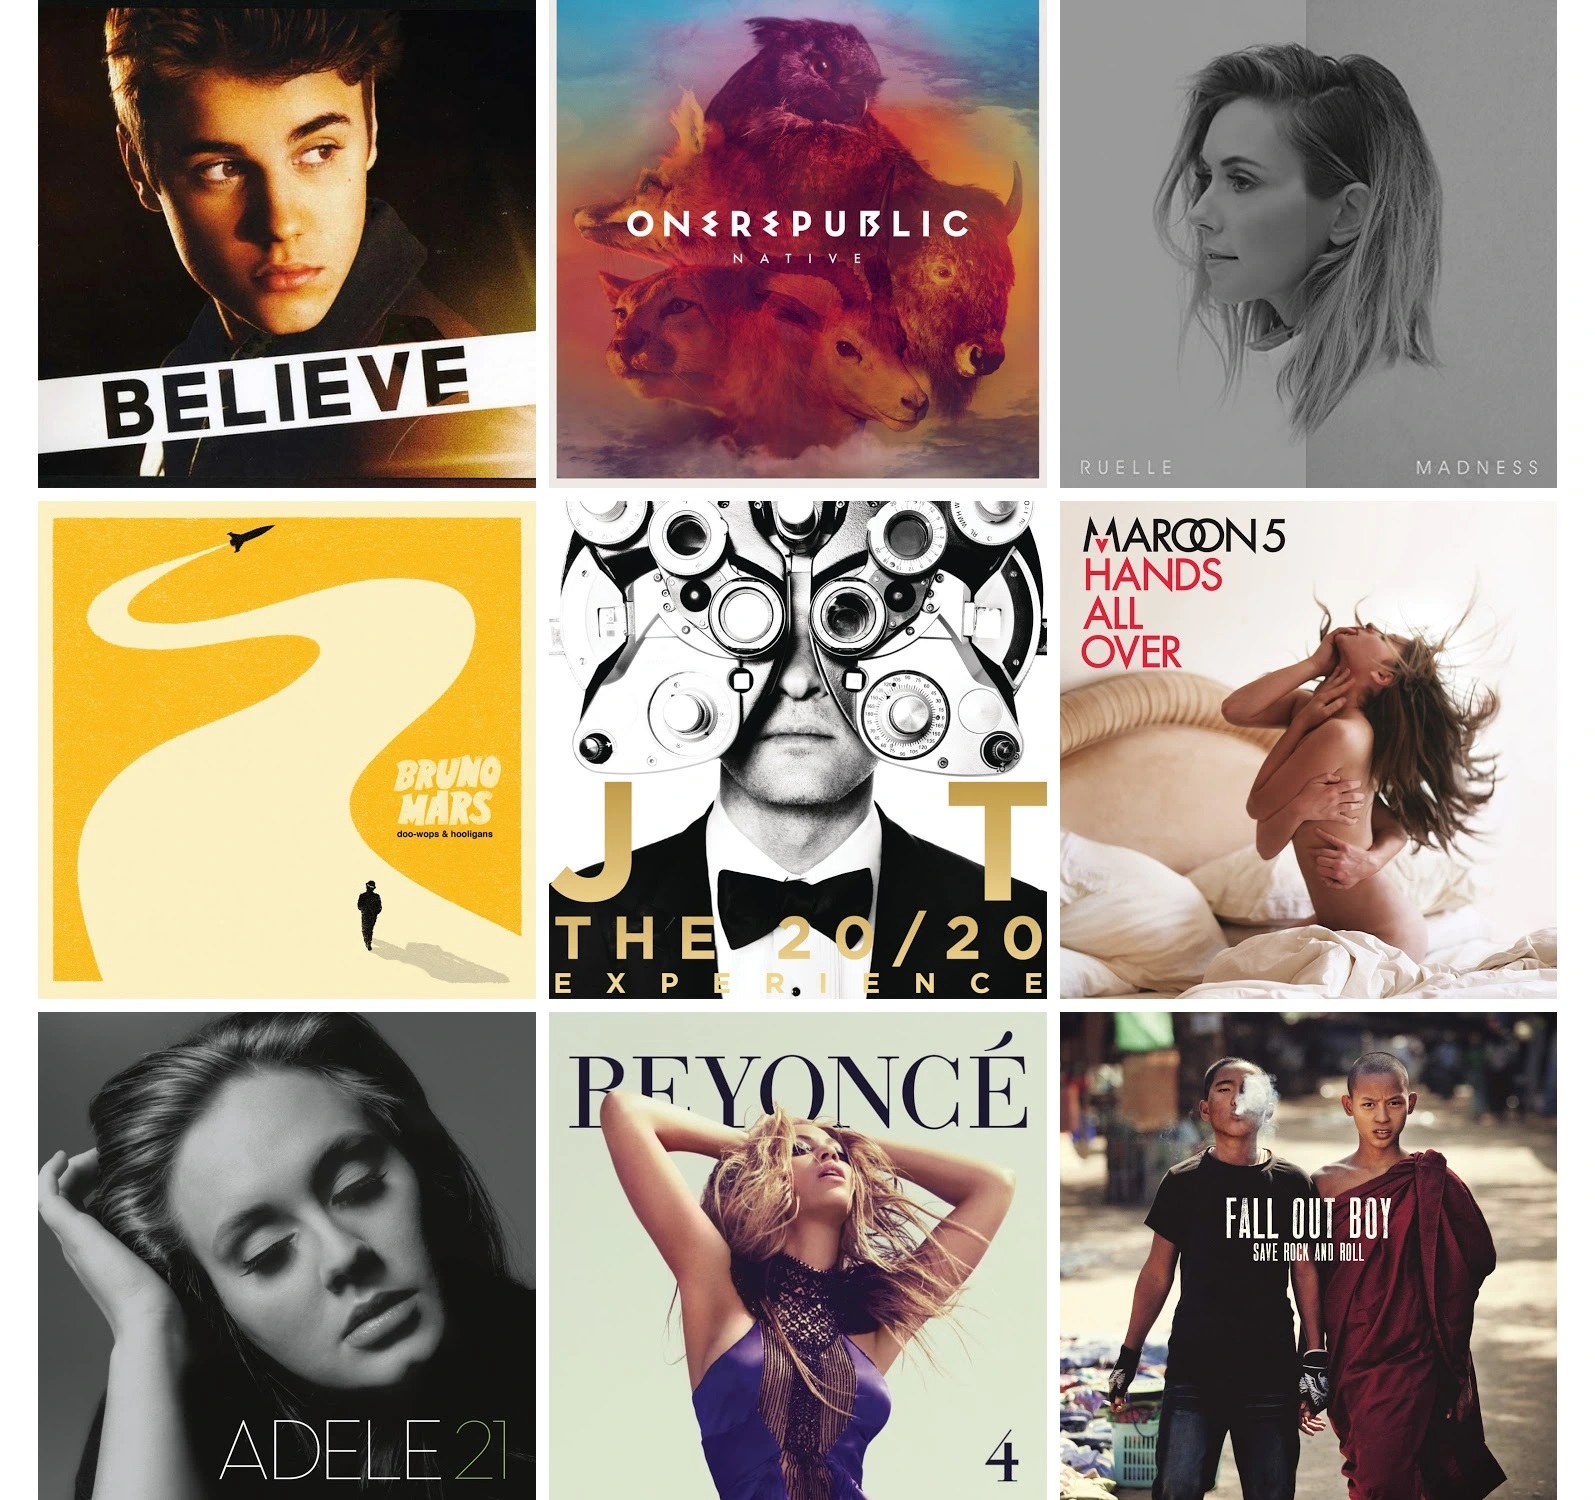 BELIEVE
ONEREPUBLIC
NATIVE
RUELLE
MADNESS
BRUNO
MARS
doo-wops & hooligans
J T
THE 20/20
EXPERIENCE
MAROON 5
HANDS
ALL
OVER
ADELE 21
BEYONCÉ
4
FALL OUT BOY
SAVE ROCK AND ROLL